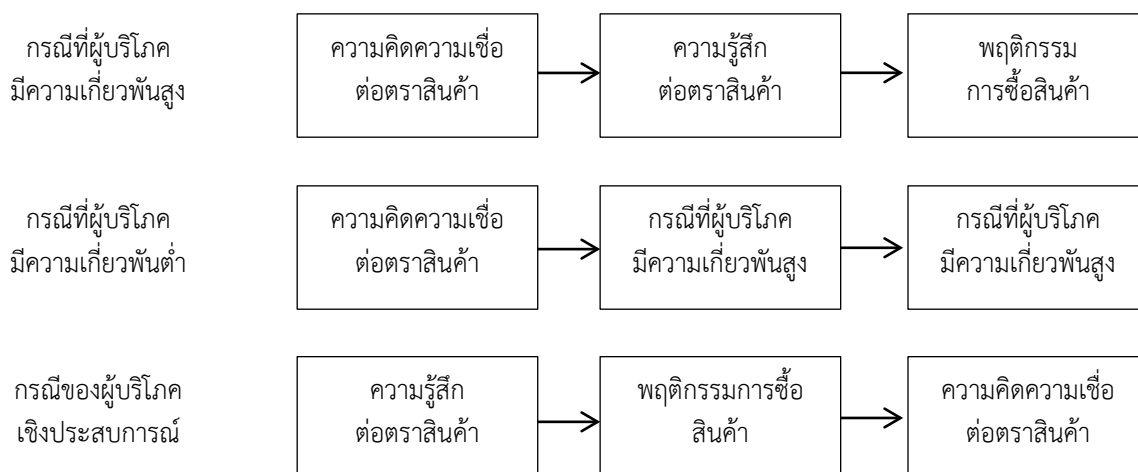 กรณีที่ผู้บริโภค
มีความเกี่ยวพันสูง
ความคิดความเชื่อ
ต่อตราสินค้า
ความรู้สึก
ต่อตราสินค้า
พฤติกรรม
การซื้อสินค้า
กรณีที่ผู้บริโภค
มีความเกี่ยวพันต่ำ
ความคิดความเชื่อ
ต่อตราสินค้า
กรณีที่ผู้บริโภค
มีความเกี่ยวพันสูง
กรณีที่ผู้บริโภค
มีความเกี่ยวพันสูง
กรณีของผู้บริโภค
เชิงประสบการณ์
ความรู้สึก
ต่อตราสินค้า
พฤติกรรมการซื้อ
สินค้า
ความคิดความเชื่อ
ต่อตราสินค้า